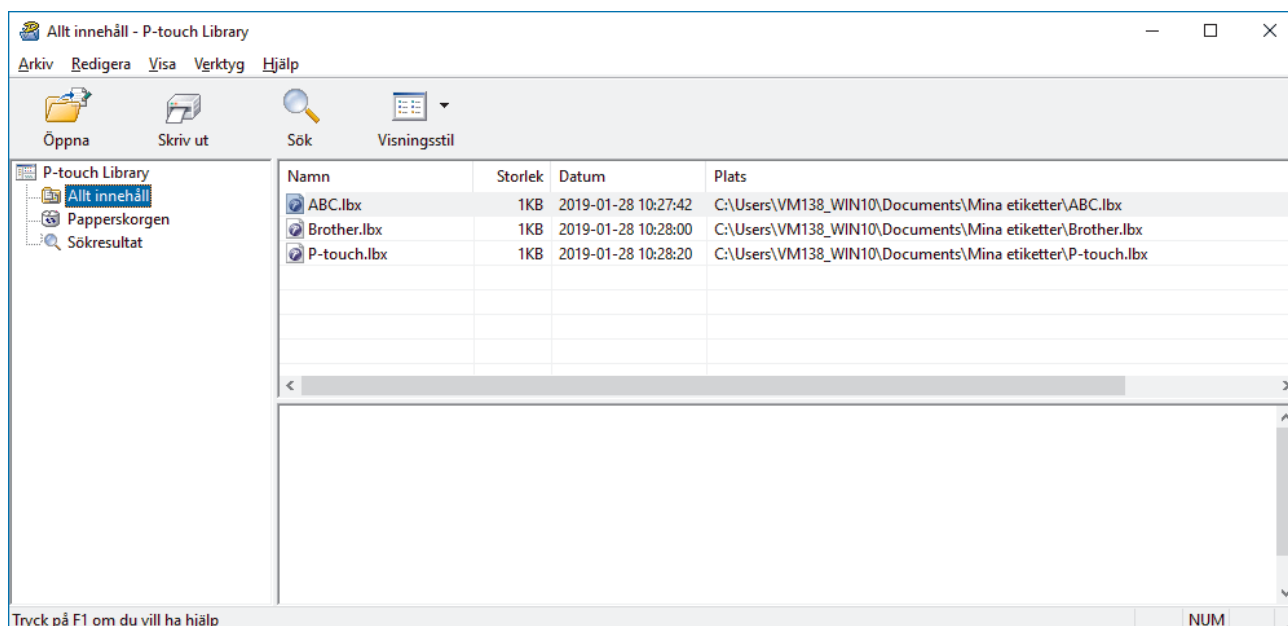 Allt innehåll - P-touch Library
Arkiv Redigera Visa Verktyg Hjälp
Öppna Skriv ut Sök Visningsstil
P-touch Library
Allt innehåll
Papperskorgen
Sökresultat
Namn Storlek Datum Plats
ABC.lbx 1KB 2019-01-28 10:27:42 C:\Users\VM138_WIN10\Documents\Mina etiketter\ABC.lbx
Brother.lbx 1KB 2019-01-28 10:28:00 C:\Users\VM138_WIN10\Documents\Mina etiketter\Brother.lbx
P-touch.lbx 1KB 2019-01-28 10:28:20 C:\Users\VM138_WIN10\Documents\Mina etiketter\P-touch.lbx
Tryck på F1 om du vill ha hjälp NUM